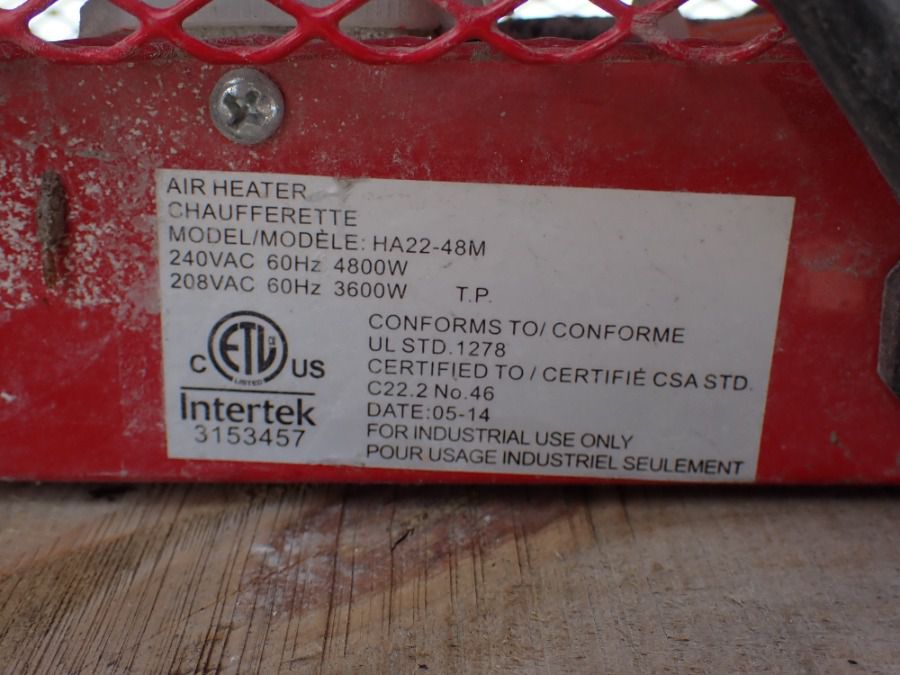 AIR HEATER
CHAUFFERETTE
MODEL/MODÈLE: HA22-48M
240VAC 60Hz 4800W
208VAC 60Hz 3600W T.P.
C ETL CM US
LISTED
Intertek
3153457
CONFORMS TO/ CONFORME
UL STD.1278
CERTIFIED TO / CERTIFIÉ CSA STD.
C22.2 No.46
DATE:05-14
FOR INDUSTRIAL USE ONLY
POUR USAGE INDUSTRIEL SEULEMENT